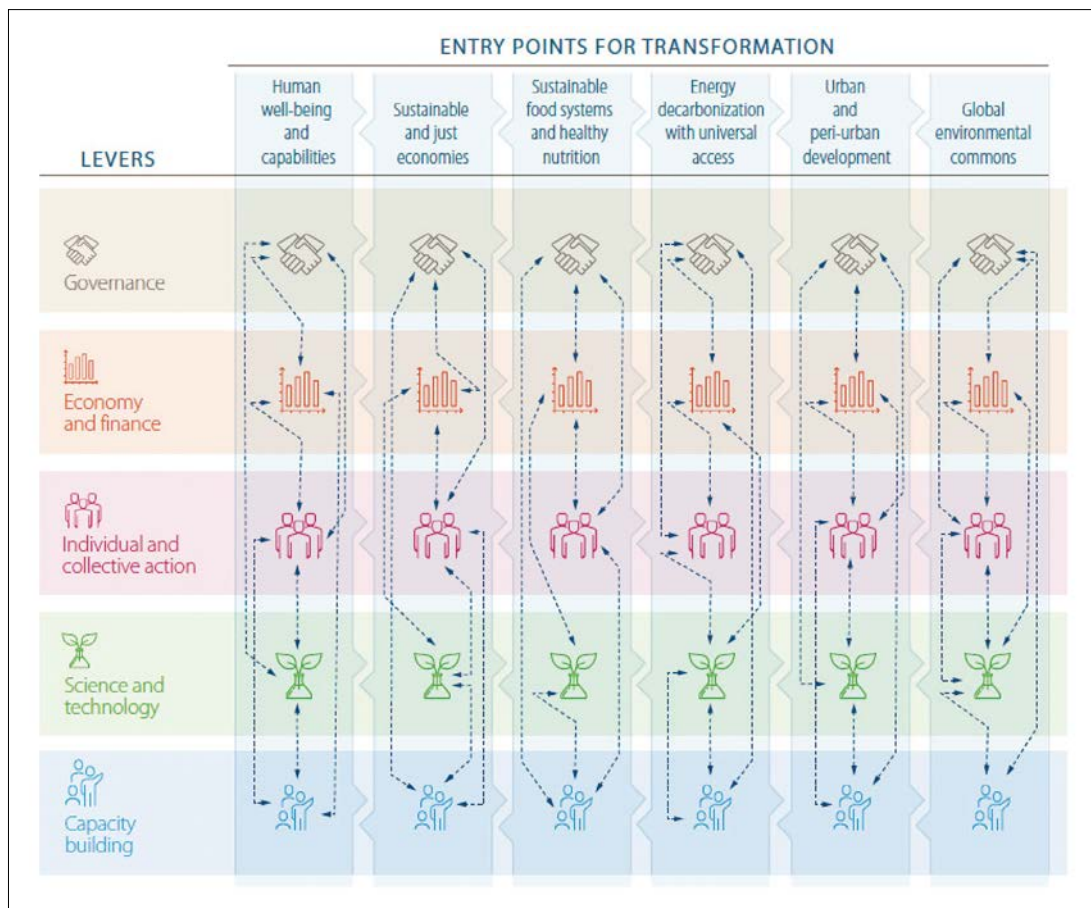 ENTRY POINTS FOR TRANSFORMATION
LEVERS
Human
well-being
and
capabilities
Sustainable
and just
economies
Sustainable
food systems
and healthy
nutrition
Energy
decarbonization
with universal
access
Urban
and
peri-urban
development
Global
environmental
commons
Governance
Economy
and finance
Individual and
collective action
Science and
technology
Capacity
building